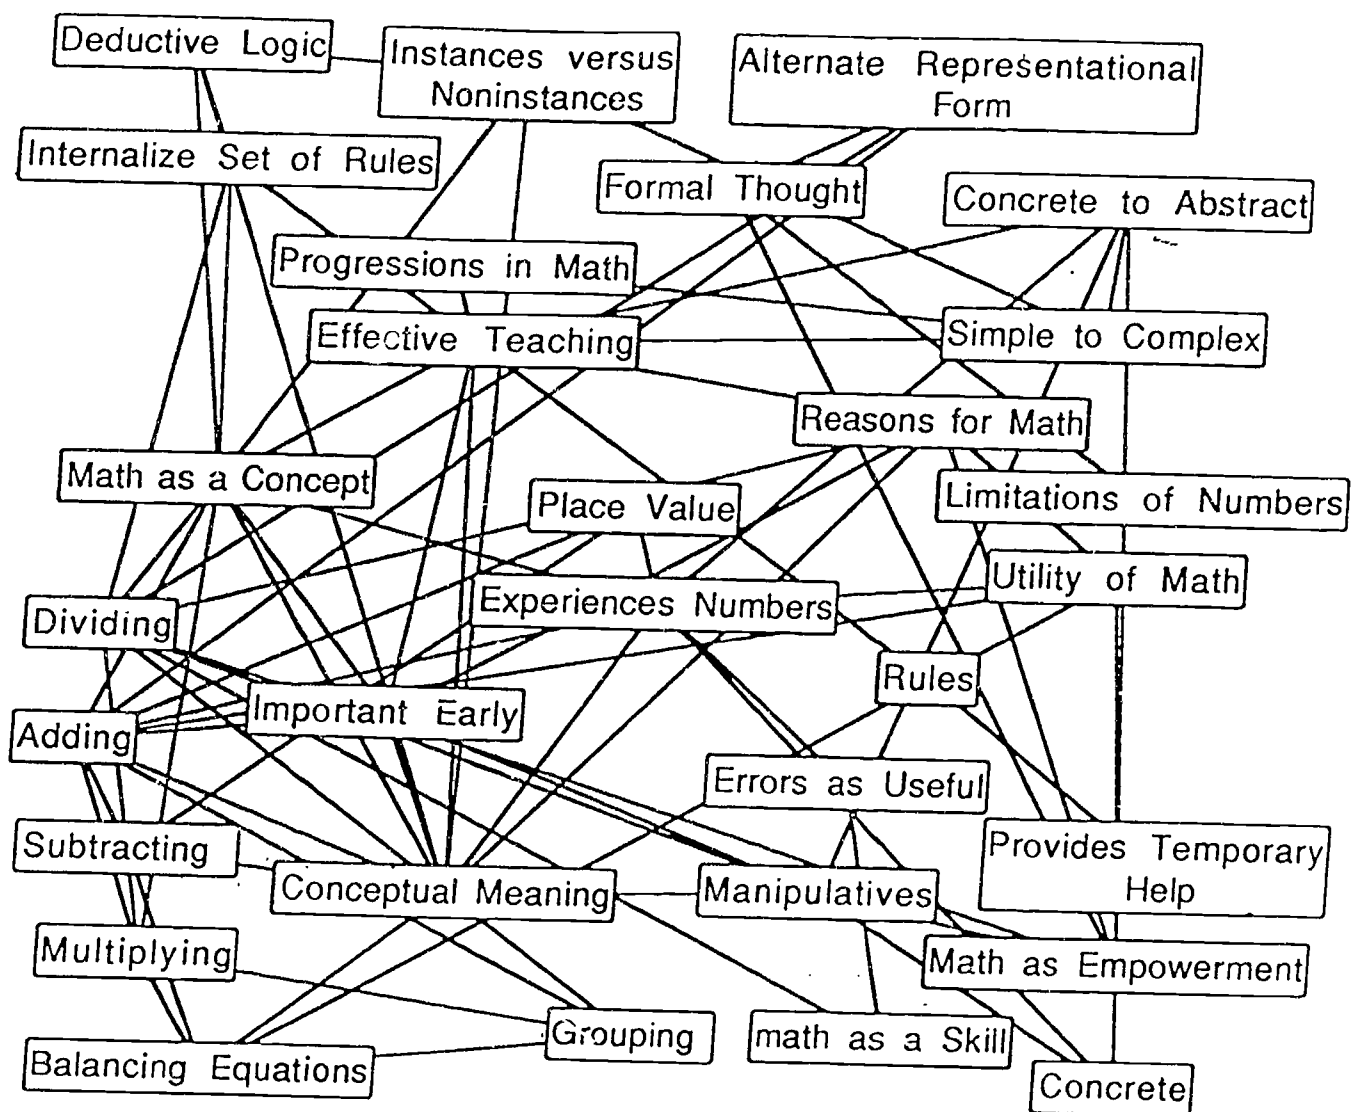 Deductive Logic
Instances versus
Noninstances
Alternate Representational
Form
Internalize Set of Rules
Formal Thought
Concrete to Abstract
Progressions in Math
Effective Teaching
Simple to Complex
Reasons for Math
Math as a Concept
Place Value
Limitations of Numbers
Experiences Numbers
Utility of Math
Dividing
Rules
Important Early
Adding
Errors as Useful
Subtracting
Provides Temporary
Help
Conceptual Meaning
Manipulatives
Multiplying
Math as Empowerment
Grouping
math as a Skill
Balancing Equations
Concrete